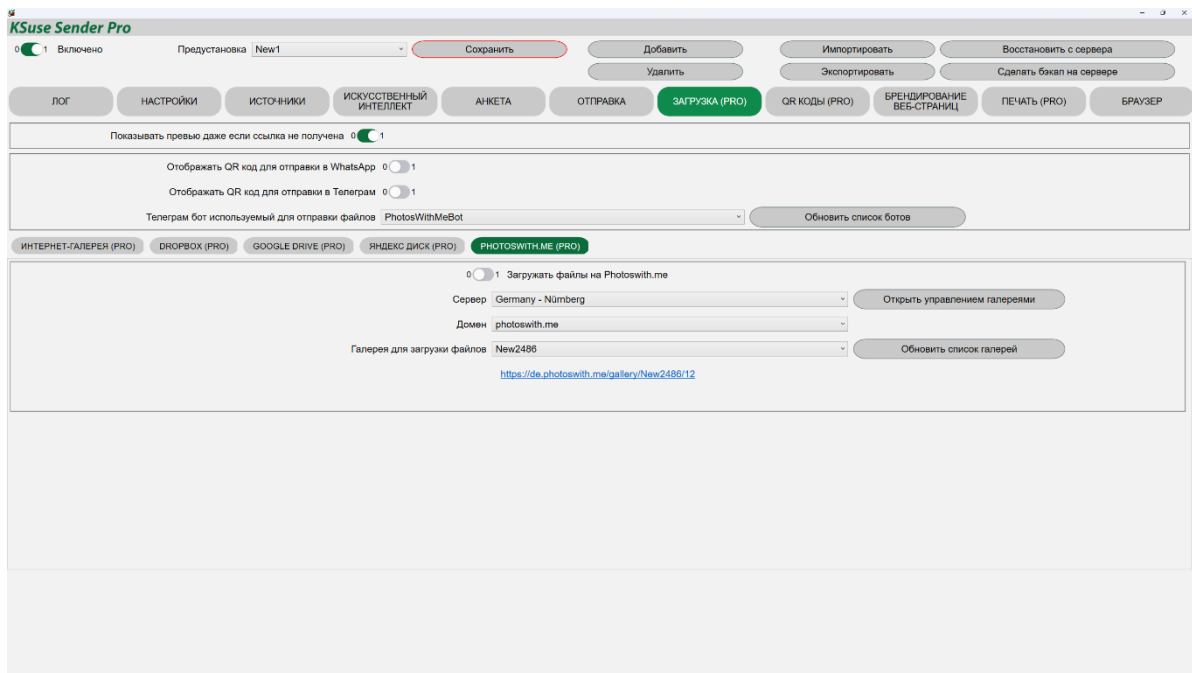 KSuse Sender Pro
0 1 Включено Предустановка New1 Сохранить Добавить Импортировать Восстановить с сервера
Удалить Экспортировать Сделать бэкап на сервере
ЛОГ НАСТРОЙКИ ИСТОЧНИКИ ИСКУССТВЕННЫЙ ИНТЕЛЛЕКТ АНКЕТА ОТПРАВКА ЗАГРУЗКА (PRO) QR КОДЫ (PRO) БРЕНДИРОВАНИЕ ВЕБ-СТРАНИЦ ПЕЧАТЬ (PRO) БРАУЗЕР
Показывать превью даже если ссылка не получена 0 1
Отображать QR код для отправки в WhatsApp 0 1
Отображать QR код для отправки в Телеграм 0 1
Телеграм бот используемый для отправки файлов PhotosWithMeBot Обновить список ботов
ИНТЕРНЕТ-ГАЛЕРЕЯ (PRO) DROPBOX (PRO) GOOGLE DRIVE (PRO) ЯНДЕКС ДИСК (PRO) PHOTOSWITH.ME (PRO)
0 1 Загружать файлы на Photoswith.me
Сервер Germany - Nürnberg Открыть управлением галереями
Домен photoswith.me
Галерея для загрузки файлов New2486 Обновить список галерей
https://de.photoswith.me/gallery/New2486/12